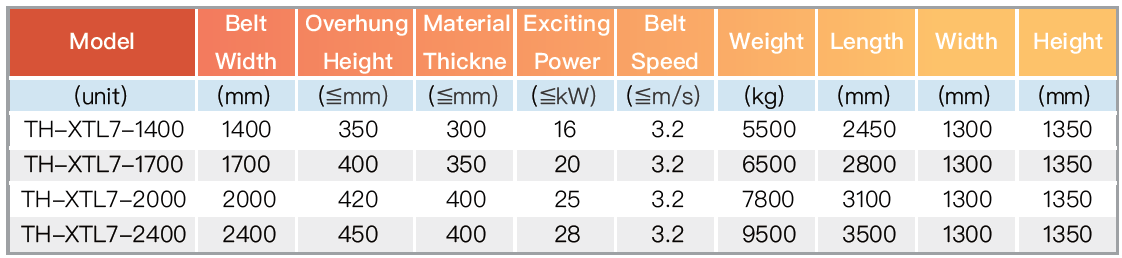 Model Belt Width Overhung Height Material Thickne Exciting Power Belt Speed Weight Length Width Height
(unit) (mm) (≦mm) (≦mm) (≦kW) (≦m/s) (kg) (mm) (mm) (mm)
TH-XTL7-1400 1400 350 300 16 3.2 5500 2450 1300 1350
TH-XTL7-1700 1700 400 350 20 3.2 6500 2800 1300 1350
TH-XTL7-2000 2000 420 400 25 3.2 7800 3100 1300 1350
TH-XTL7-2400 2400 450 400 28 3.2 9500 3500 1300 1350